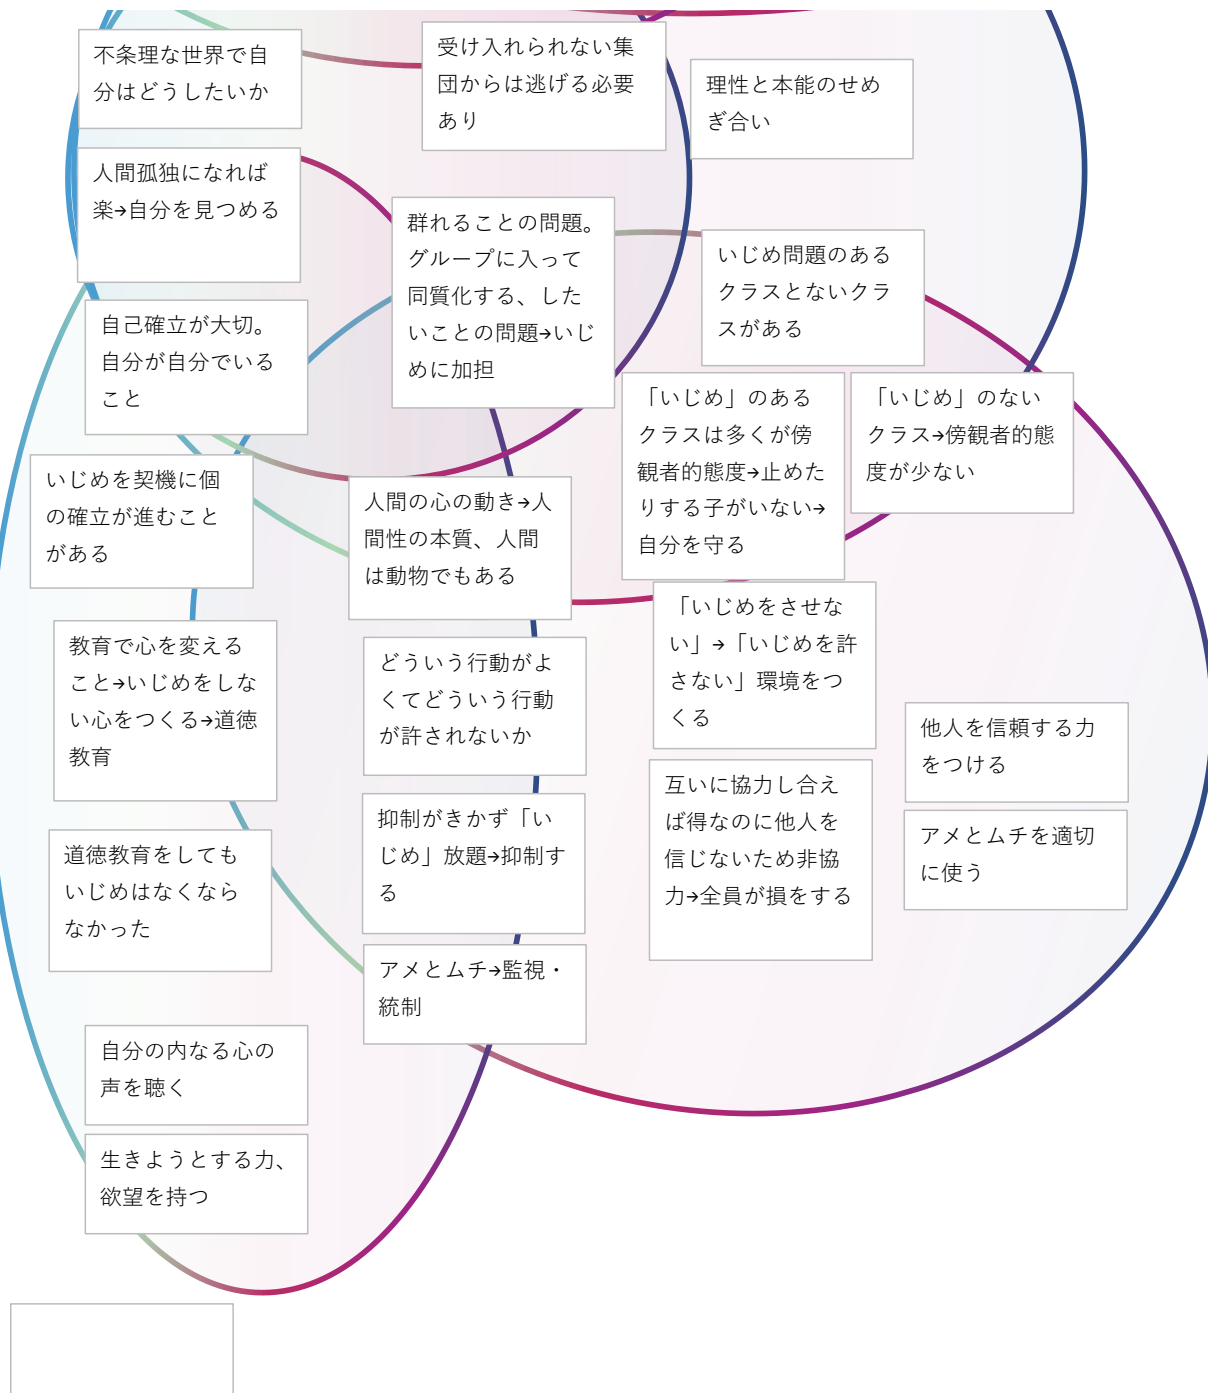 不条理な世界で自
分はどうしたいか
受け入れられない集
団からは逃げる必要
あり
理性と本能のせめ
ぎ合い
人間孤独になれば
楽→自分を見つめる
群れることの問題。
グループに入って
同質化する、した
いことの問題→いじ
めに加担
いじめ問題のある
クラスとないクラ
スがある
自己確立が大切。
自分が自分でいる
こと
「いじめ」のある
クラスは多くが傍
観者的態度→止めた
りする子がいない→
自分を守る
「いじめ」のない
クラス→傍観者的態
度が少ない
いじめを契機に個
の確立が進むこと
がある
人間の心の動き→人
間性の本質、人間
は動物でもある
「いじめをさせな
い」→「いじめを許
さない」環境をつ
くる
教育で心を変える
こと→いじめをしな
い心をつくる→道徳
教育
どういう行動がよ
くてどういう行動
が許されないか
他人を信頼する力
をつける
互いに協力し合え
ば得なのに他人を
信じないため非協
力→全員が損をする
抑制がきかず「い
じめ」放題→抑制す
る
アメとムチを適切
に使う
道徳教育をしても
いじめはなくなら
なかった
アメとムチ→監視・
統制
自分の内なる心の
声を聴く
生きようとする力、
欲望を持つ